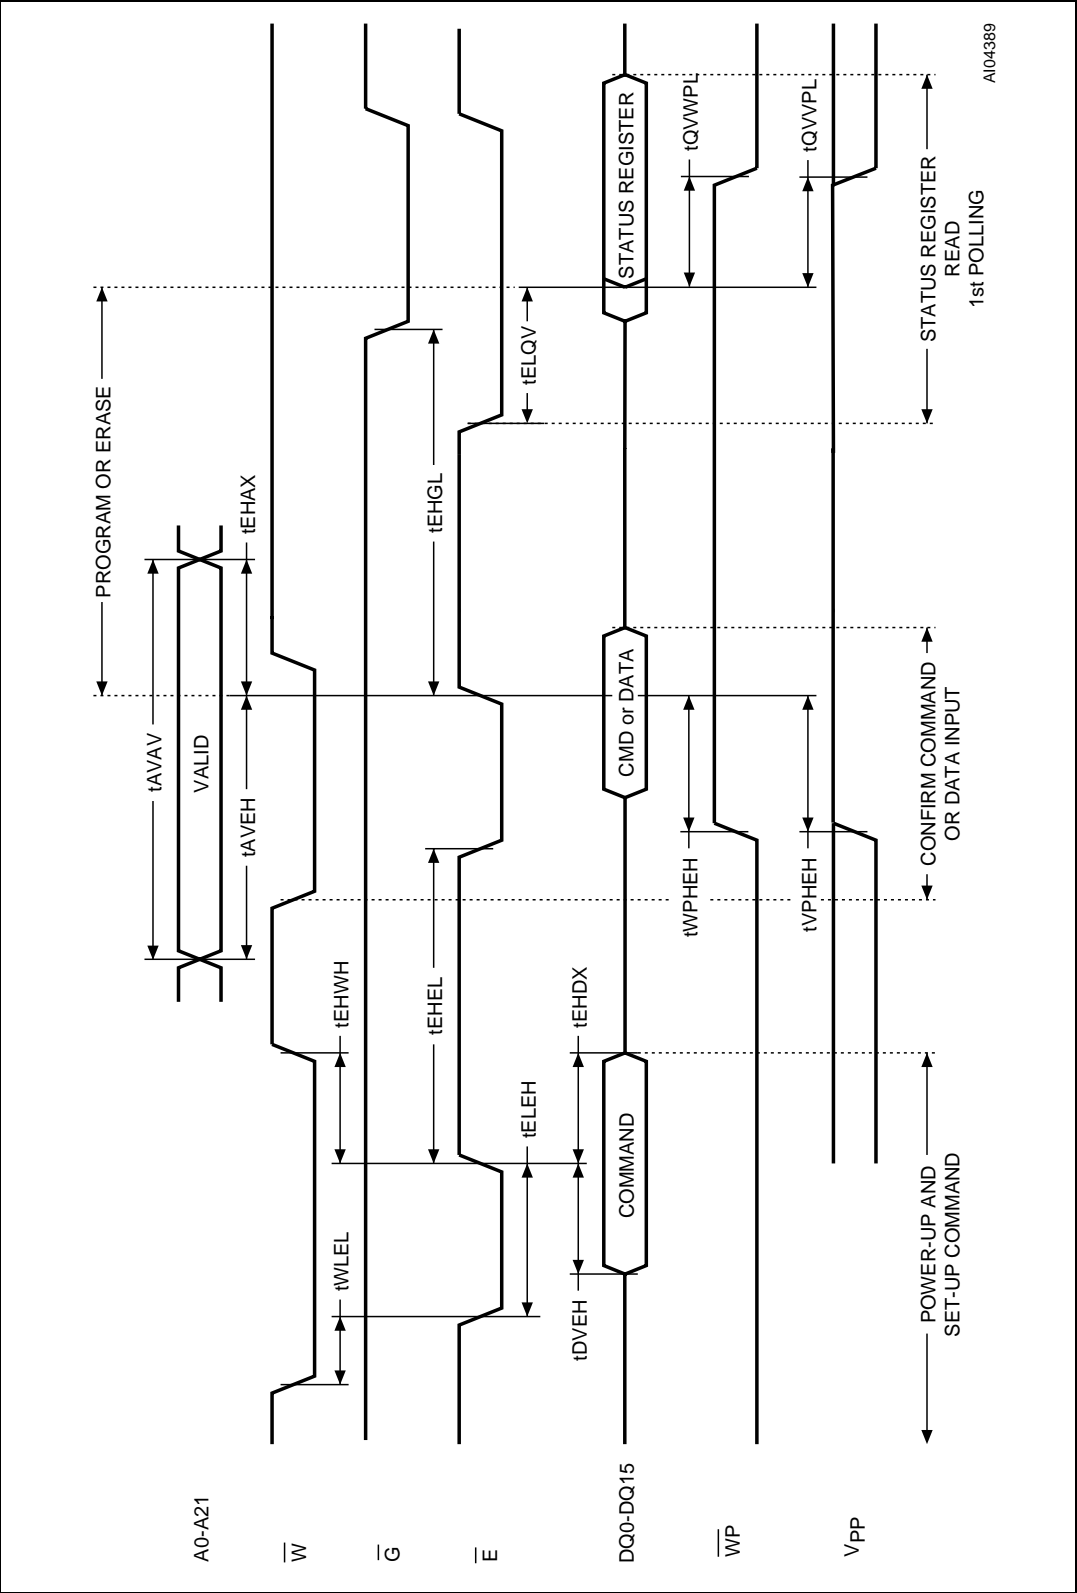 PROGRAM OR ERASE
tAVAV
A0-A21
VALID
tAVEH
tEHAX
W
tWLEL
tEHWH
G
tEHEL
tEHGL
E
tELEH
tELQV
tDVEH
tEHDX
DQ0-DQ15
COMMAND
CMD or DATA
STATUS REGISTER
tWPHEH
tQVWPL
WP
tVPHEH
tQVVPL
VPP
POWER-UP AND
SET-UP COMMAND
CONFIRM COMMAND
OR DATA INPUT
STATUS REGISTER
READ
1st POLLING
AI04389